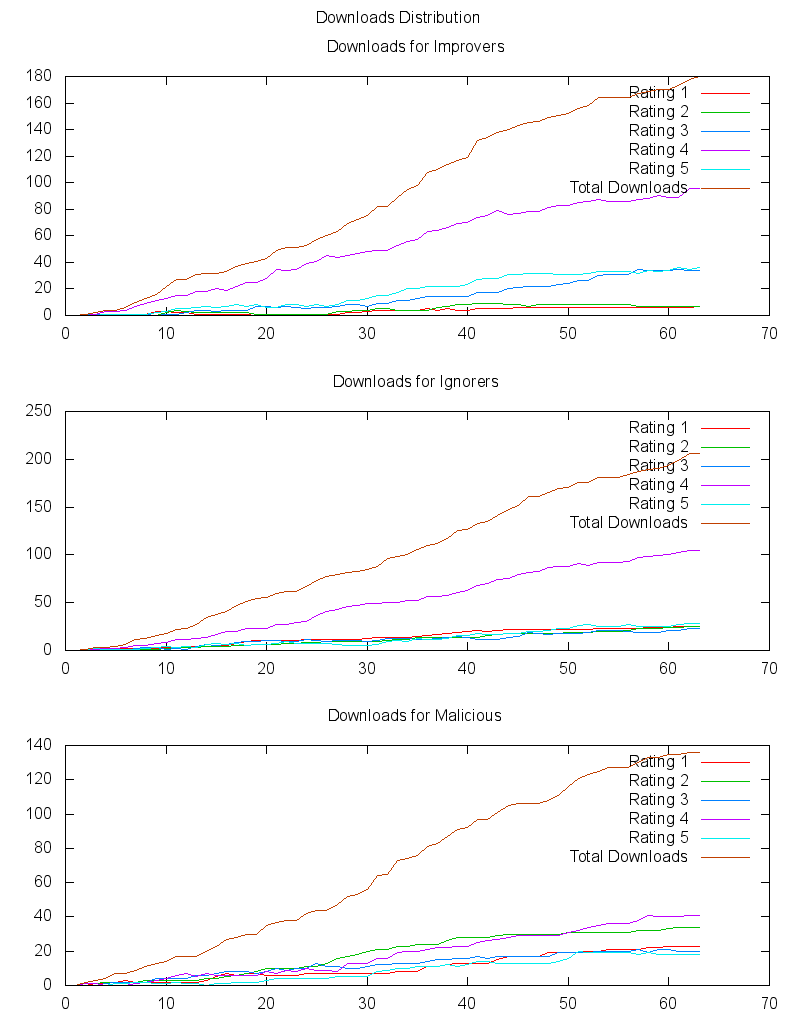 Downloads Distribution
Downloads for Improvers
180
160
140
120
100
80
60
40
20
0
Rating 1
Rating 2
Rating 3
Rating 4
Rating 5
Total Downloads
0 10 20 30 40 50 60 70
Downloads for Ignorers
250
200
150
100
50
0
Rating 1
Rating 2
Rating 3
Rating 4
Rating 5
Total Downloads
0 10 20 30 40 50 60 70
Downloads for Malicious
140
120
100
80
60
40
20
0
Rating 1
Rating 2
Rating 3
Rating 4
Rating 5
Total Downloads
0 10 20 30 40 50 60 70